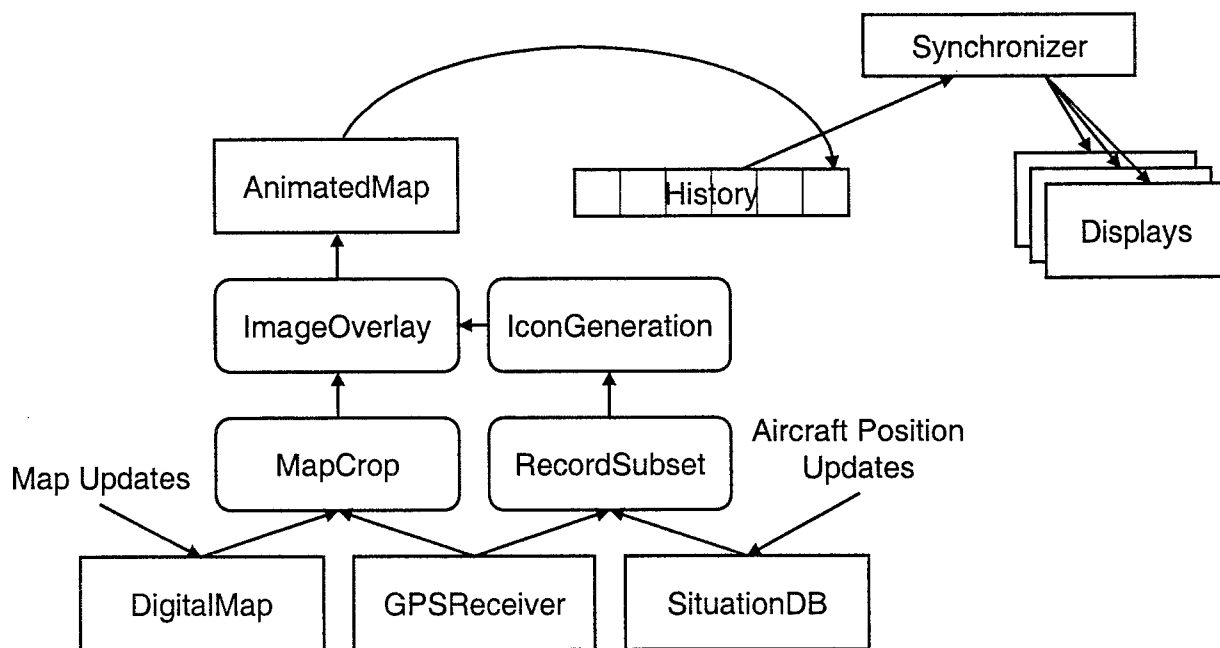 Synchronizer
AnimatedMap
History
Displays
ImageOverlay
IconGeneration
MapCrop
RecordSubset
Aircraft Position
Updates
Map Updates
DigitalMap
GPSReceiver
SituationDB